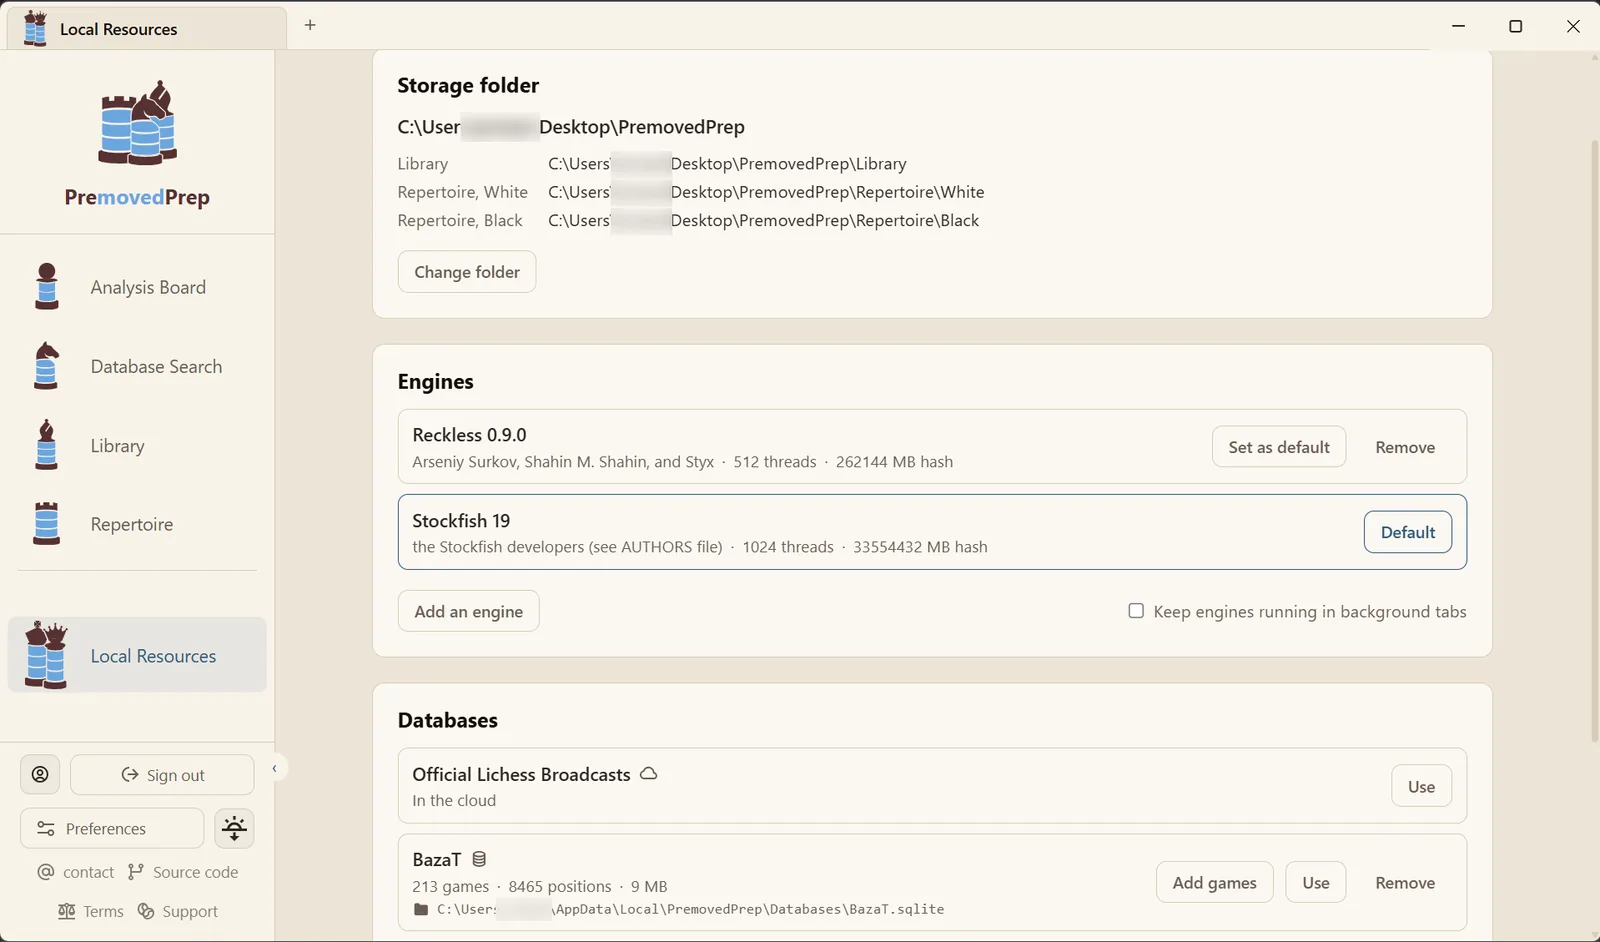 Local Resources
PremovedPrep
Analysis Board
Database Search
Library
Repertoire
Local Resources
Sign out
Preferences
contact
Source code
Terms
Support
Storage folder
C:\User Desktop\PremovedPrep
Library C:\Users Desktop\PremovedPrep\Library
Repertoire, White C:\Users Desktop\PremovedPrep\Repertoire\White
Repertoire, Black C:\Users Desktop\PremovedPrep\Repertoire\Black
Change folder
Engines
Reckless 0.9.0
Arseniy Surkov, Shahin M. Shahin, and Styx · 512 threads · 262144 MB hash
Set as default
Remove
Stockfish 19
the Stockfish developers (see AUTHORS file) · 1024 threads · 33554432 MB hash
Default
Add an engine
Keep engines running in background tabs
Databases
Official Lichess Broadcasts
In the cloud
Use
BazaT
213 games · 8465 positions · 9 MB
C:\Users \AppData\Local\PremovedPrep\Databases\BazaT.sqlite
Add games
Use
Remove